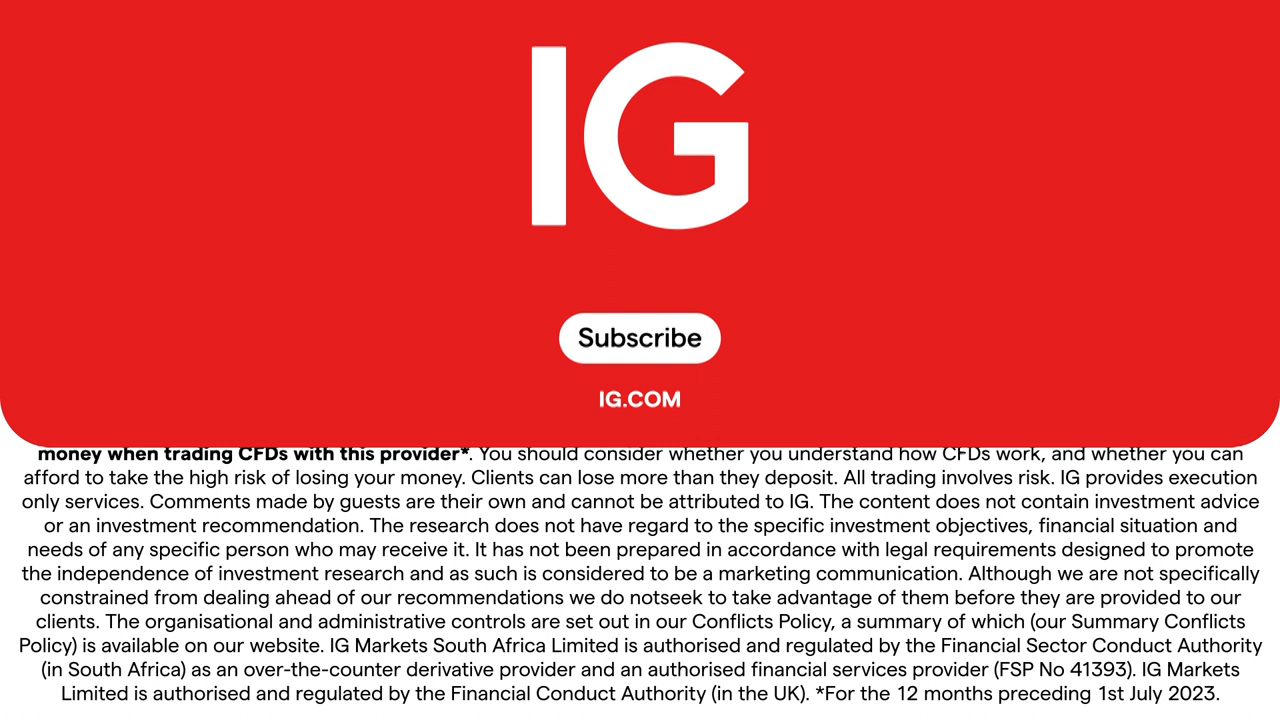 IG
Subscribe
IG.COM
money when trading CFDs with this provider*. You should consider whether you understand how CFDs work, and whether you can
afford to take the high risk of losing your money. Clients can lose more than they deposit. All trading involves risk. IG provides execution
only services. Comments made by guests are their own and cannot be attributed to IG. The content does not contain investment advice
or an investment recommendation. The research does not have regard to the specific investment objectives, financial situation and
needs of any specific person who may receive it. It has not been prepared in accordance with legal requirements designed to promote
the independence of investment research and as such is considered to be a marketing communication. Although we are not specifically
constrained from dealing ahead of our recommendations we do notseek to take advantage of them before they are provided to our
clients. The organisational and administrative controls are set out in our Conflicts Policy, a summary of which (our Summary Conflicts
Policy) is available on our website. IG Markets South Africa Limited is authorised and regulated by the Financial Sector Conduct Authority
(in South Africa) as an over-the-counter derivative provider and an authorised financial services provider (FSP No 41393). IG Markets
Limited is authorised and regulated by the Financial Conduct Authority (in the UK). *For the 12 months preceding 1st July 2023.